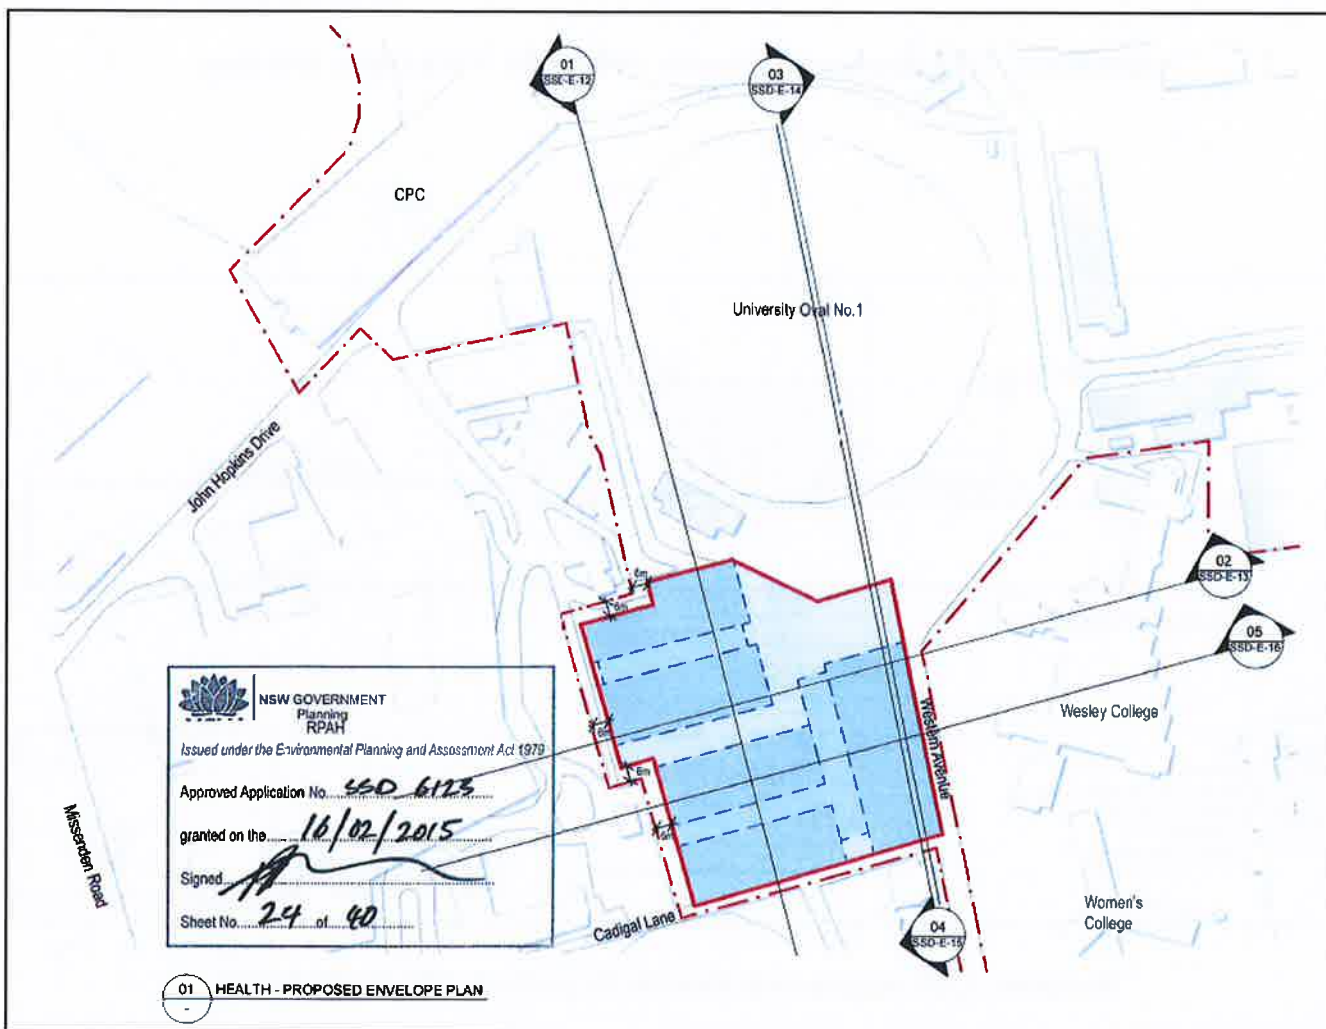 01
SSD-E-12
03
SSD-E-14
CPC
University Oval No.1
John Hopkins Drive
02
SSD-E-13
05
SSD-E-16
6m
6m
6m
6m
6m
Western Avenue
Wesley College
Missenden Road
NSW GOVERNMENT
Planning
RPAH
Issued under the Environmental Planning and Assessment Act 1979
Approved Application No. SSD 6123
granted on the 16/02/2015
Signed
Sheet No. 24 of 40
Cadigal Lane
04
SSD-E-15
Women's
College
01
-
HEALTH - PROPOSED ENVELOPE PLAN